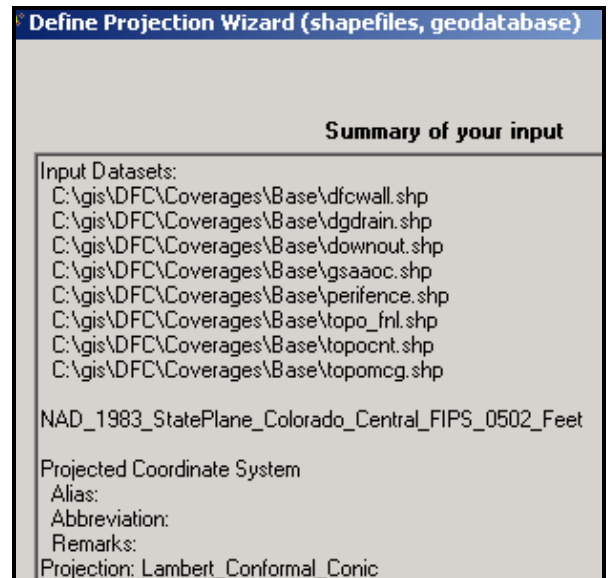 Define Projection Wizard (shapefiles, geodatabase)
Summary of your input
Input Datasets:
C:\gis\DFC\Coverages\Base\dfcwall.shp
C:\gis\DFC\Coverages\Base\dgdrain.shp
C:\gis\DFC\Coverages\Base\downout.shp
C:\gis\DFC\Coverages\Base\gsaaoc.shp
C:\gis\DFC\Coverages\Base\perifence.shp
C:\gis\DFC\Coverages\Base\topo_fnl.shp
C:\gis\DFC\Coverages\Base\topocnt.shp
C:\gis\DFC\Coverages\Base\topomcg.shp
NAD_1983_StatePlane_Colorado_Central_FIPS_0502_Feet
Projected Coordinate System
Alias:
Abbreviation:
Remarks:
Projection: Lambert_Conformal_Conic